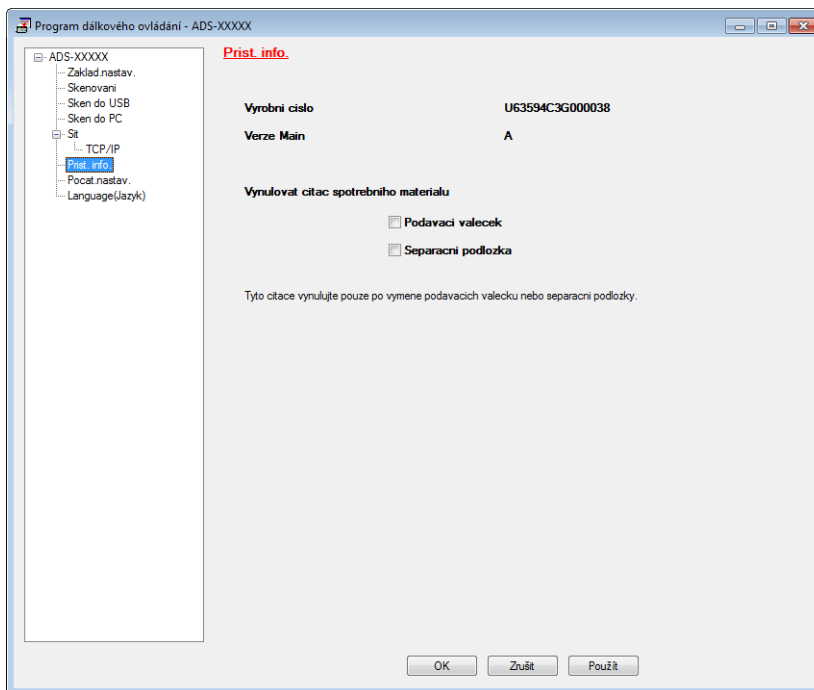 Program dálkového ovládání - ADS-XXXXX
ADS-XXXXX
Zaklad.nastav.
Skenovani
Sken do USB
Sken do PC
Sit
TCP/IP
Prist. info.
Pocat.nastav.
Language(Jazyk)
Prist. info.
Vyrobni cislo U63594C3G000038
Verze Main A
Vynulovat citac spotrebniho materialu
Podavaci valecek
Separacni podlozka
Tyto citace vynulujte pouze po vymene podavacich valecku nebo separacni podlozky.
OK Zrušit Použít